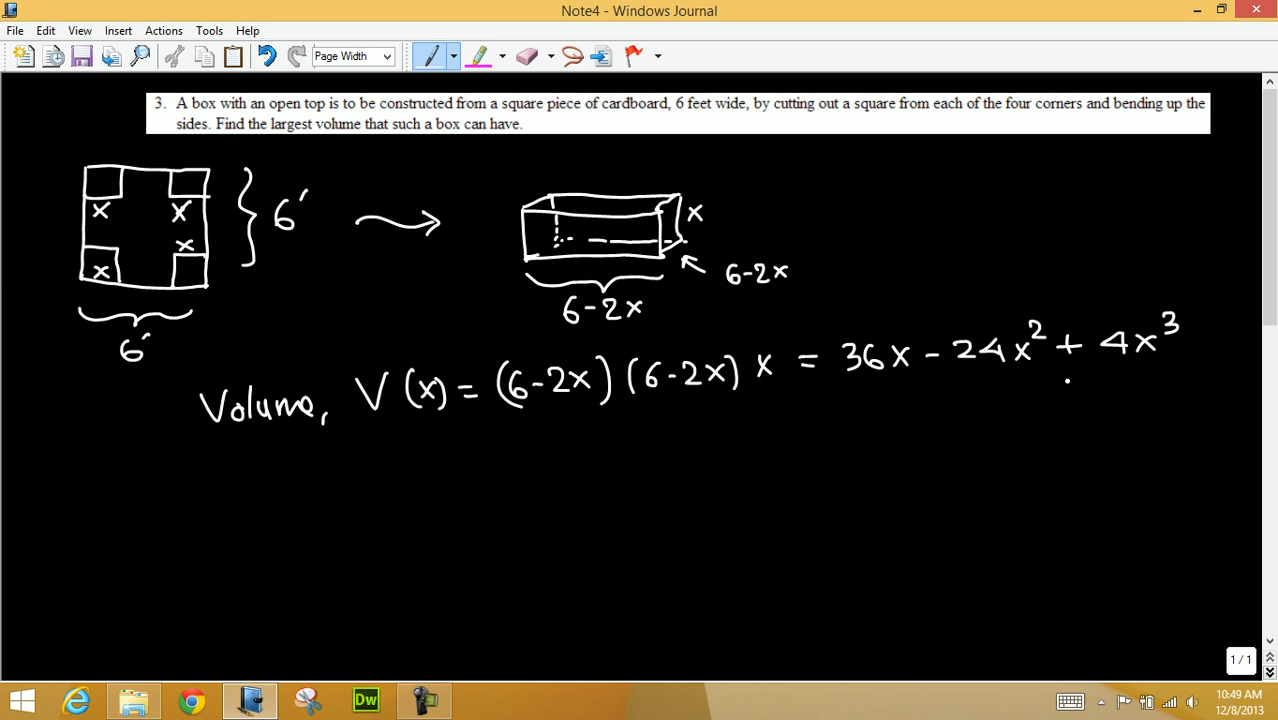 Note4 - Windows Journal
File Edit View Insert Actions Tools Help
Page Width
3. A box with an open top is to be constructed from a square piece of cardboard, 6 feet wide, by cutting out a square from each of the four corners and bending up the
sides. Find the largest volume that such a box can have.
x x
x
x
6'
6'
x
6-2x
6-2x
Volume, V(x) = (6-2x)(6-2x)x = 36x - 24x² + 4x³
1/1
Dw
10:49 AM
12/8/2013